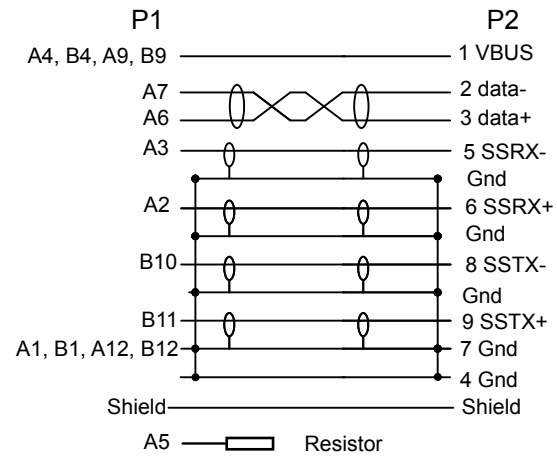 P1 P2
A4, B4, A9, B9 1 VBUS
A7 2 data-
A6 3 data+
A3 5 SSRX-
Gnd
A2 6 SSRX+
Gnd
B10 8 SSTX-
Gnd
B11 9 SSTX+
A1, B1, A12, B12 7 Gnd
4 Gnd
Shield Shield
A5 Resistor